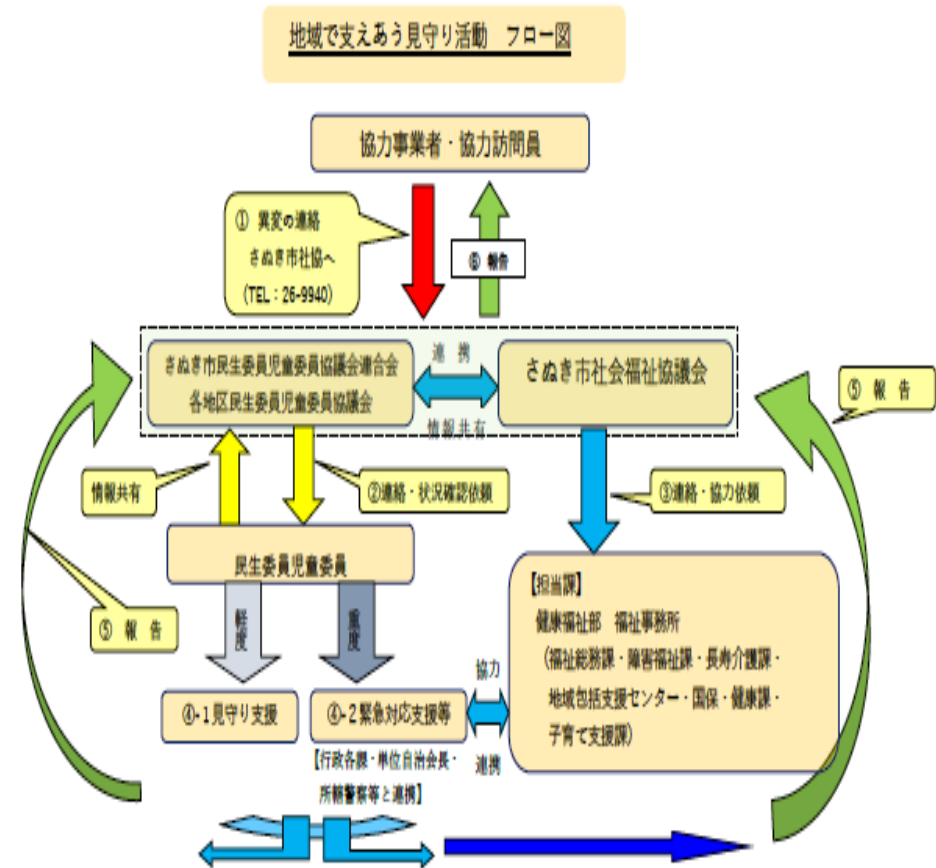 地域で支えあう見守り活動　フロー図
協力事業者・協力訪問員
① 異変の連絡
さぬき市社協へ
(TEL：26-9940)
⑥ 報告
さぬき市民生委員児童委員協議会連合会
各地区民生委員児童委員協議会
連 携
情報共有
さぬき市社会福祉協議会
⑤ 報 告
情報共有
②連絡・状況確認依頼
③連絡・協力依頼
民生委員児童委員
【担当課】
健康福祉部　福祉事務所
（福祉総務課・障害福祉課・長寿介護課・
地域包括支援センター・国保・健康課・
子育て支援課）
⑤ 報 告
軽度
重度
④-1見守り支援
④-2緊急対応支援等
協力
連携
【行政各課・単位自治会長・
所轄警察等と連携】